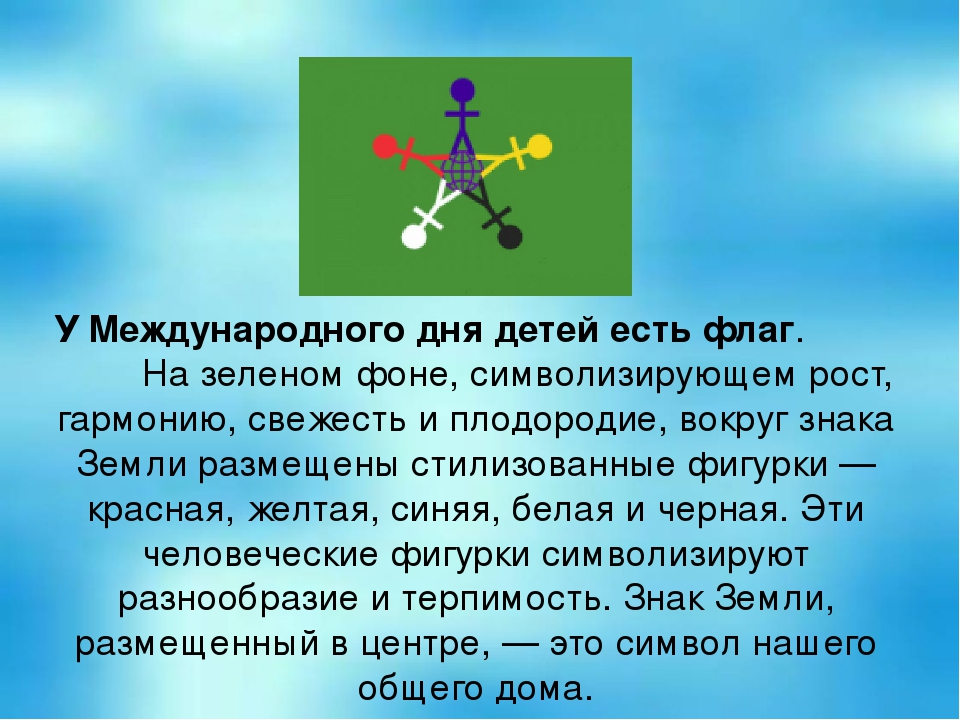 У Международного дня детей есть флаг.
На зеленом фоне, символизирующем рост,
гармонию, свежесть и плодородие, вокруг знака
Земли размещены стилизованные фигурки —
красная, желтая, синяя, белая и черная. Эти
человеческие фигурки символизируют
разнообразие и терпимость. Знак Земли,
размещенный в центре, — это символ нашего
общего дома.